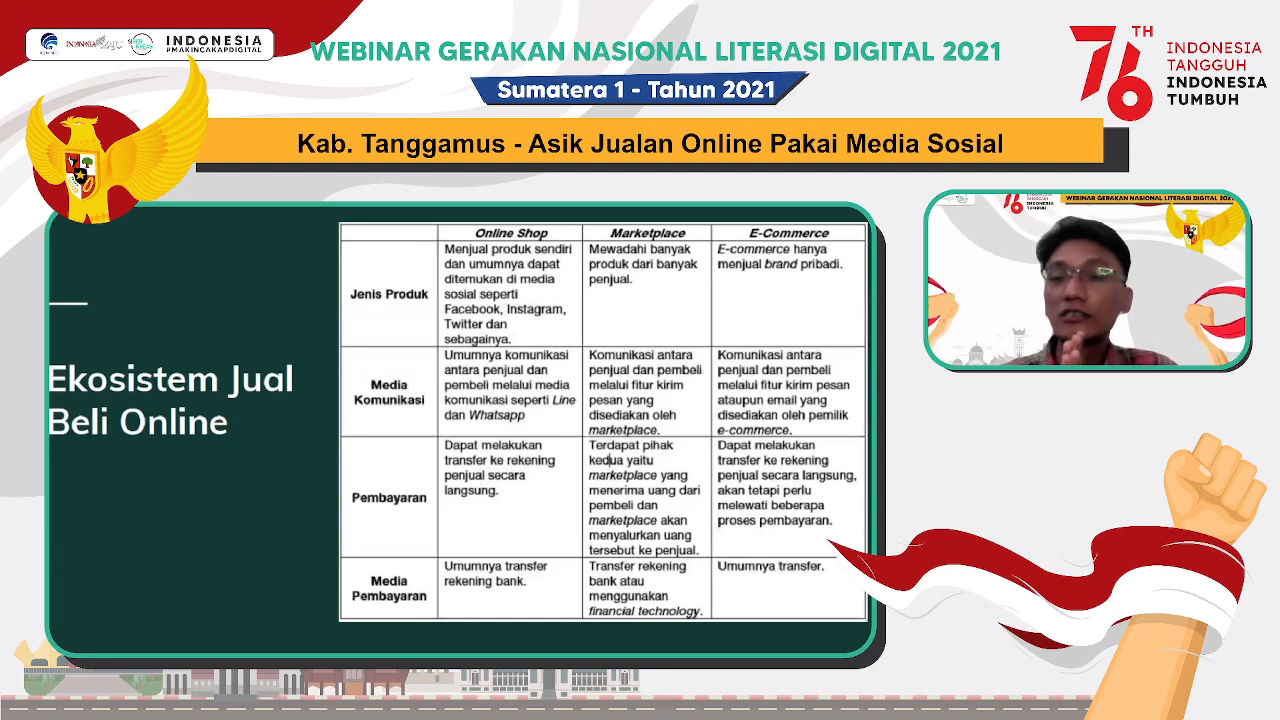 INDONESIA
#MAKINCAKAPDIGITAL
WEBINAR GERAKAN NASIONAL LITERASI DIGITAL 2021
Sumatera 1 - Tahun 2021
76TH
INDONESIA
TANGGUH
INDONESIA
TUMBUH
Kab. Tanggamus - Asik Jualan Online Pakai Media Sosial
WEBINAR GERAKAN NASIONAL LITERASI DIGITAL 2021
INDONESIA
TUMBUH
Ekosistem Jual
Beli Online
Online Shop
Marketplace
E-Commerce
Jenis Produk
Menjual produk sendiri
dan umumnya dapat
ditemukan di media
sosial seperti
Facebook, Instagram,
Twitter dan
sebagainya.
Mewadahi banyak
produk dari banyak
penjual.
E-commerce hanya
menjual brand pribadi.
Media
Komunikasi
Umumnya komunikasi
antara penjual dan
pembeli melalui media
komunikasi seperti Line
dan Whatsapp
Komunikasi antara
penjual dan pembeli
melalui fitur kirim
pesan yang
disediakan oleh
marketplace.
Komunikasi antara
penjual dan pembeli
melalui fitur kirim pesan
ataupun email yang
disediakan oleh pemilik
e-commerce.
Pembayaran
Dapat melakukan
transfer ke rekening
penjual secara
langsung.
Terdapat pihak
kedua yaitu
marketplace yang
menerima uang dari
pembeli dan
marketplace akan
menyalurkan uang
tersebut ke penjual.
Dapat melakukan
transfer ke rekening
penjual secara langsung,
akan tetapi perlu
melewati beberapa
proses pembayaran.
Media
Pembayaran
Umumnya transfer
rekening bank.
Transfer rekening
bank atau
menggunakan
financial technology.
Umumnya transfer.